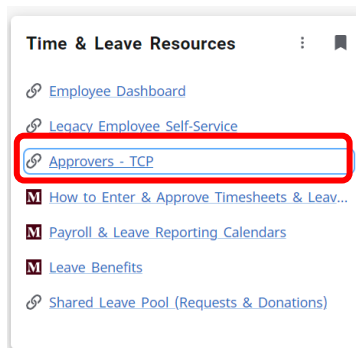 Time & Leave Resources
Employee Dashboard
Legacy Employee Self-Service
Approvers - TCP
M How to Enter & Approve Timesheets & Leav...
M Payroll & Leave Reporting Calendars
M Leave Benefits
Shared Leave Pool (Requests & Donations)